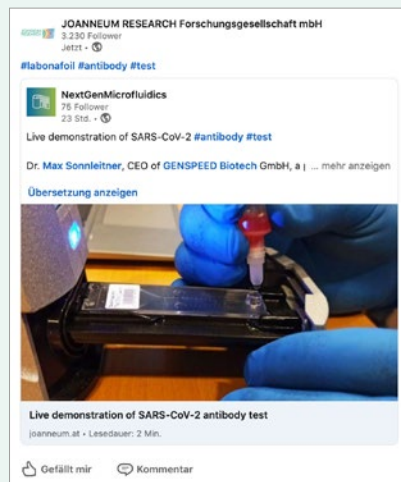 JOANNEUM RESEARCH Forschungsgesellschaft mbH
3.230 Follower
Jetzt •
#labonafoil #antibody #test
NextGenMicrofluidics
76 Follower
23 Std. •
Live demonstration of SARS-CoV-2 #antibody #test
Dr. Max Sonnleitner, CEO of GENSPEED Biotech GmbH, a ... mehr anzeigen
Übersetzung anzeigen
Live demonstration of SARS-CoV-2 antibody test
joanneum.at • Lesedauer: 2 Min.
Gefällt mir
Kommentar